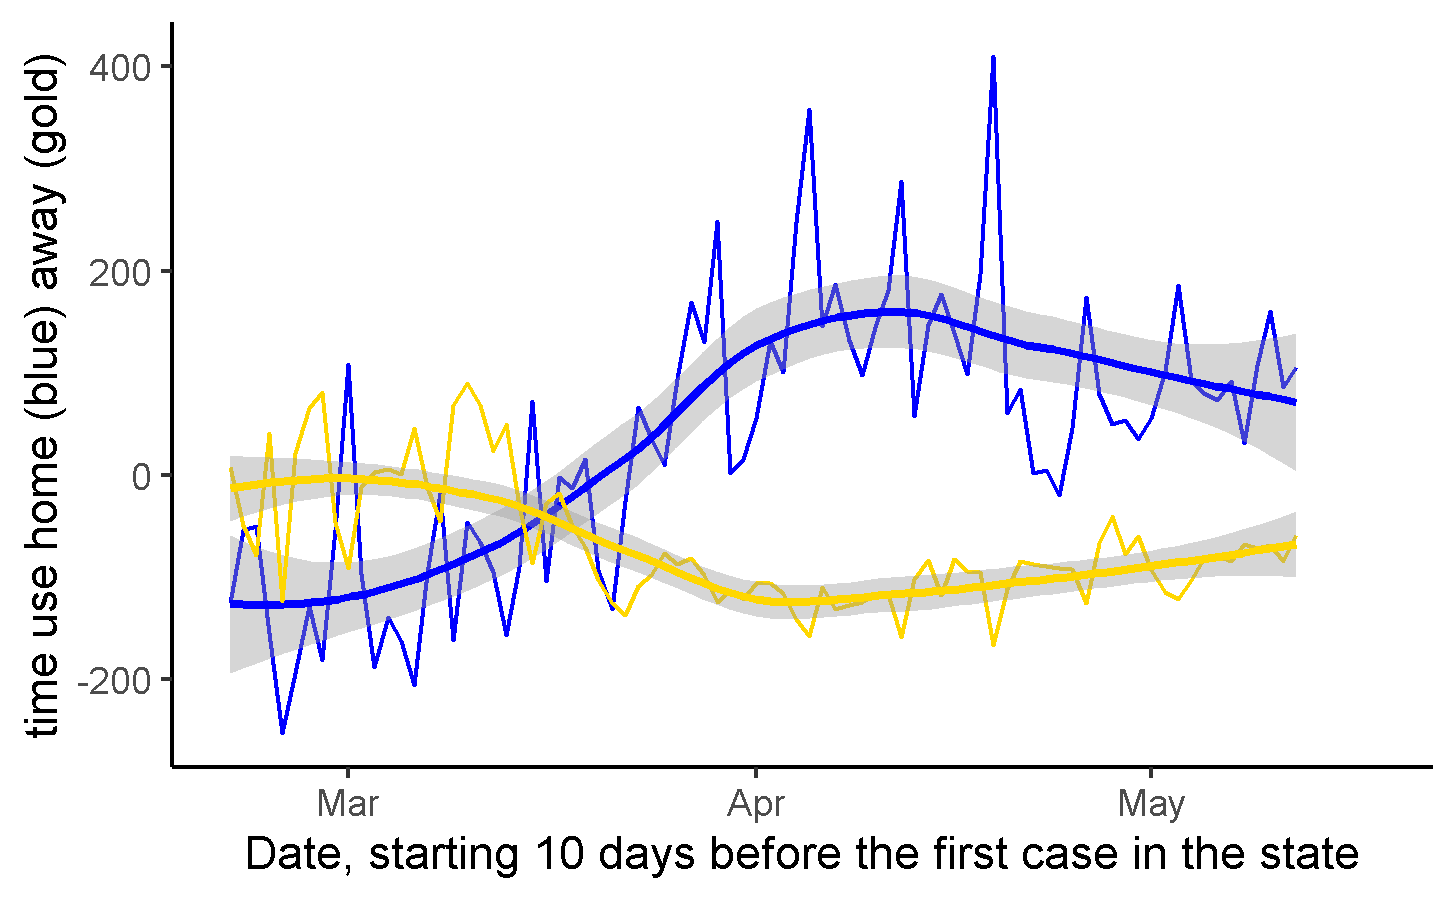 time use home (blue) away (gold)
400
200
0
-200
Mar
Apr
May
Date, starting 10 days before the first case in the state